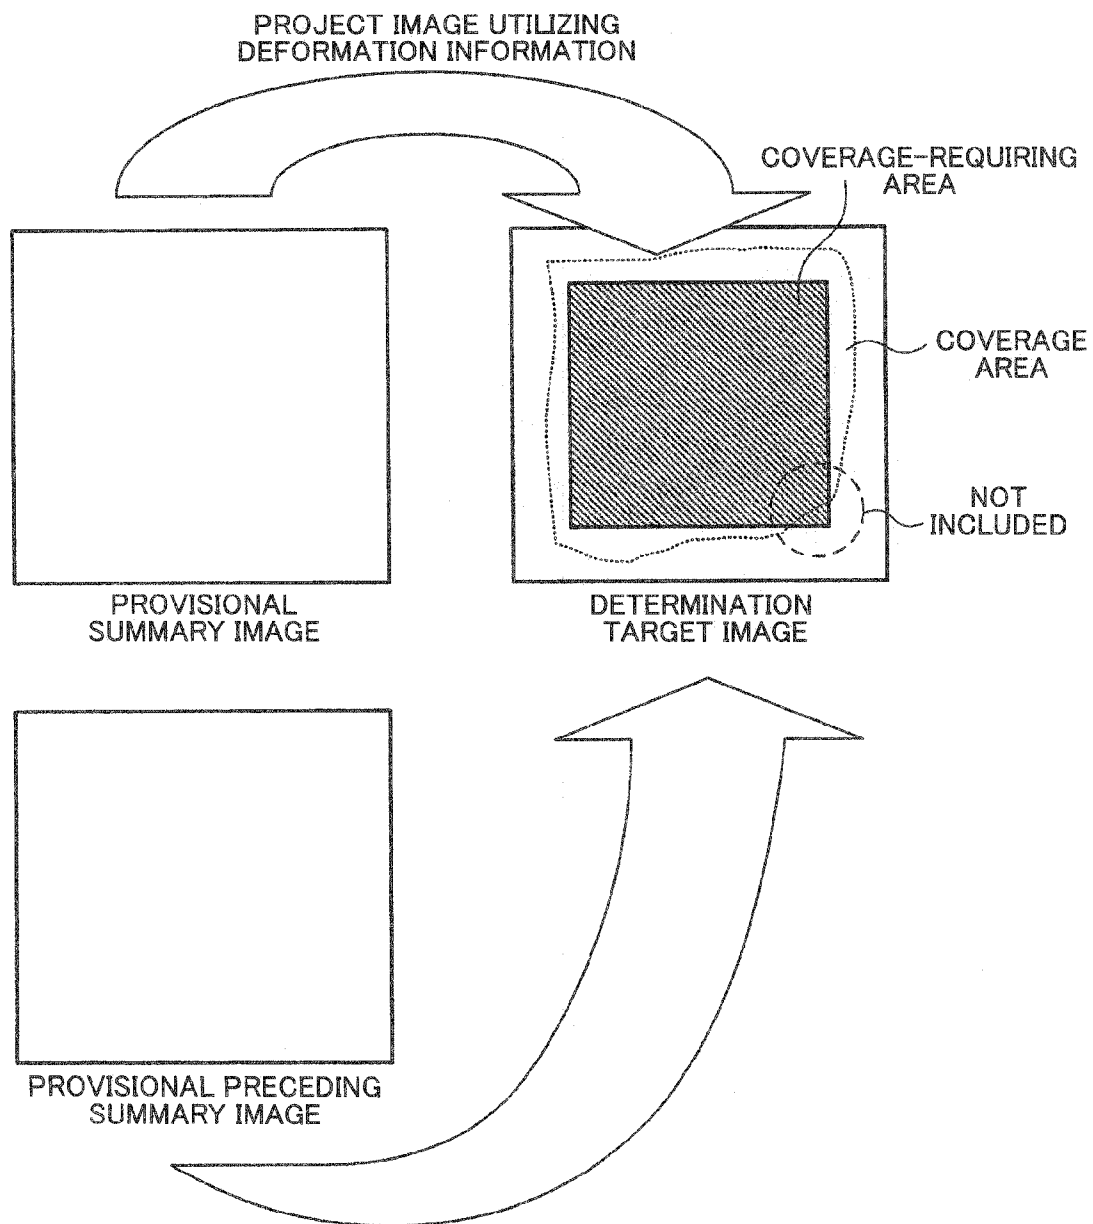 PROJECT IMAGE UTILIZING
DEFORMATION INFORMATION
COVERAGE-REQUIRING
AREA
COVERAGE
AREA
NOT
INCLUDED
PROVISIONAL
SUMMARY IMAGE
DETERMINATION
TARGET IMAGE
PROVISIONAL PRECEDING
SUMMARY IMAGE